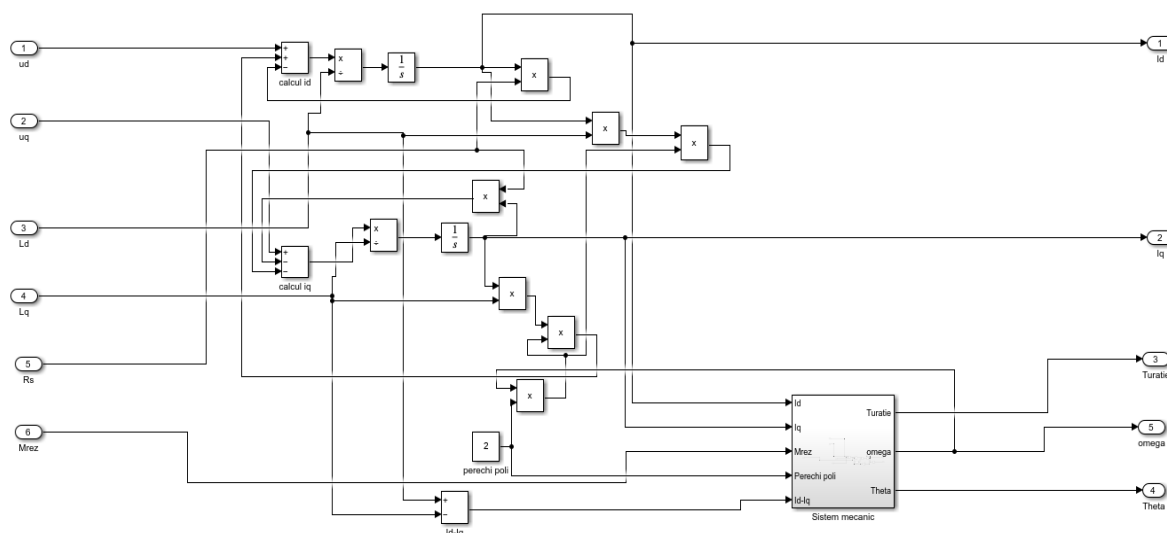 1
ud
+
+
−
calcul id
x
÷
1
s
x
1
Id
2
uq
x
x
x
3
Ld
+
−
−
calcul iq
x
÷
1
s
2
Iq
4
Lq
x
x
5
Rs
x
3
Turatie
6
Mrez
2
perechi poli
Id
Iq
Mrez
Perechi poli
Id-Iq
Turatie
omega
Theta
Sistem mecanic
5
omega
4
Theta
+
−
ld-lq